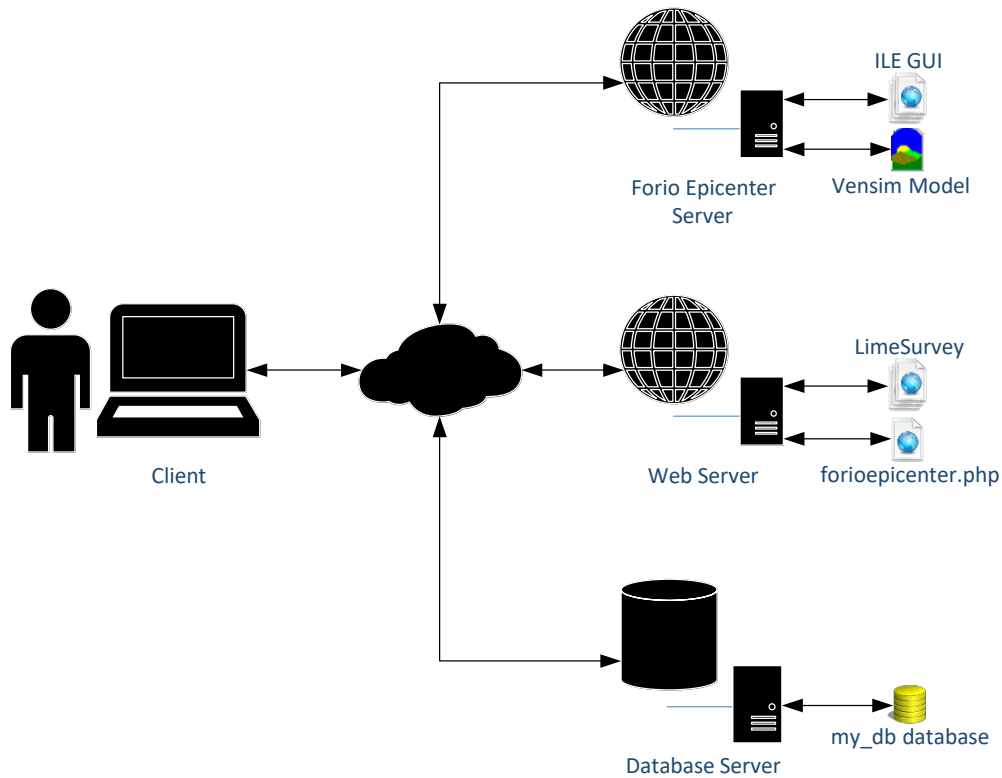 ILE GUI
Forio Epicenter
Server
Vensim Model
LimeSurvey
Client
Web Server
forioepicenter.php
my_db database
Database Server